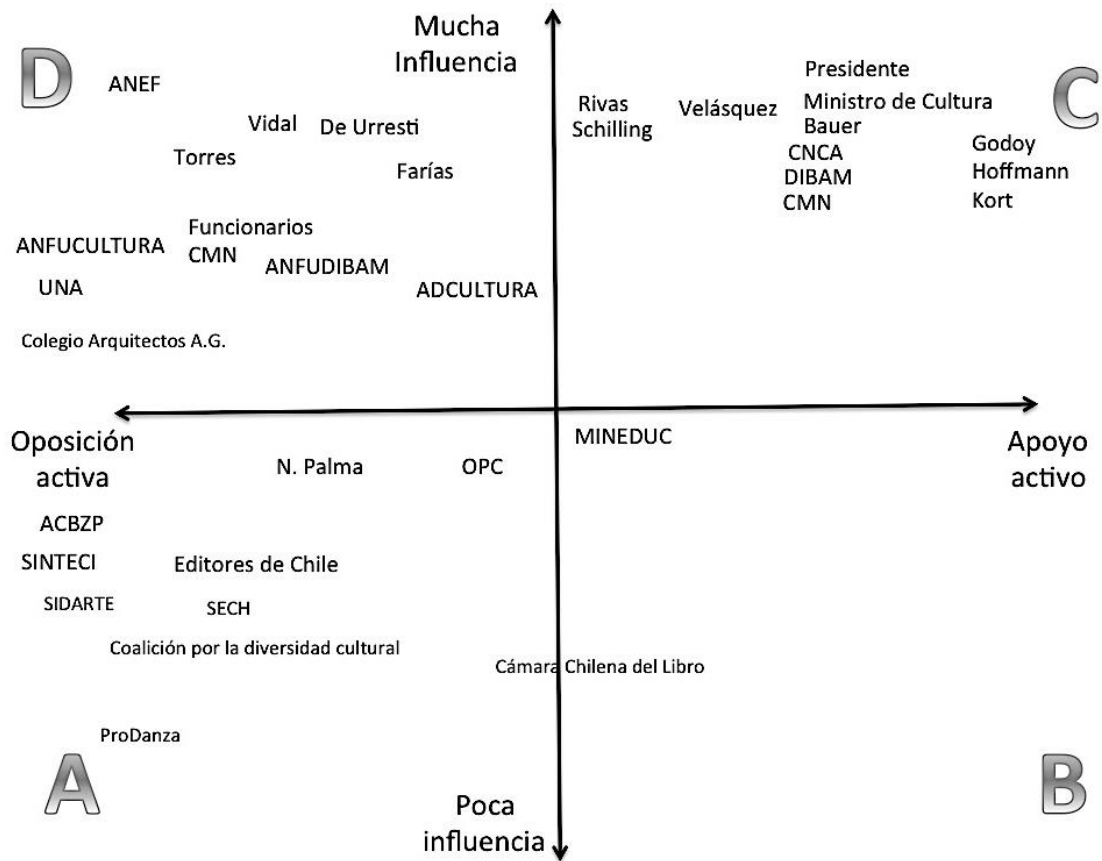 Mucha
Influencia
D
ANEF
Vidal
De Urresti
Torres
Farías
Funcionarios
CMN
ANFUCULTURA
ANFUDIBAM
UNA
ADCULTURA
Colegio Arquitectos A.G.
C
Presidente
Rivas
Schilling
Velásquez
Ministro de Cultura
Bauer
CNCA
DIBAM
CMN
Godoy
Hoffmann
Kort
Oposición
activa
MINEDUC
Apoyo
activo
N. Palma
OPC
ACBZP
SINTECI
Editores de Chile
SIDARTE
SECH
Coalición por la diversidad cultural
Cámara Chilena del Libro
ProDanza
A
B
Poca
influencia